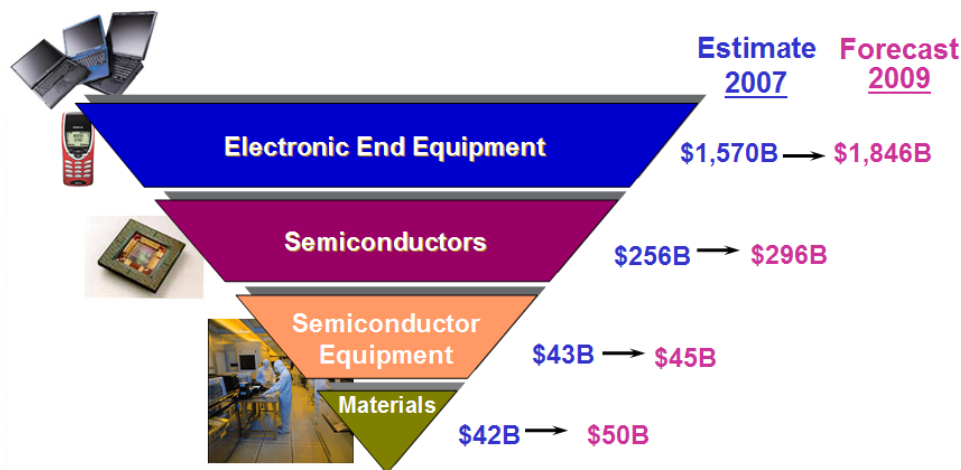 Estimate Forecast
2007 2009
Electronic End Equipment
$1,570B $1,846B
Semiconductors
$256B $296B
Semiconductor
Equipment
$43B $45B
Materials
$42B $50B